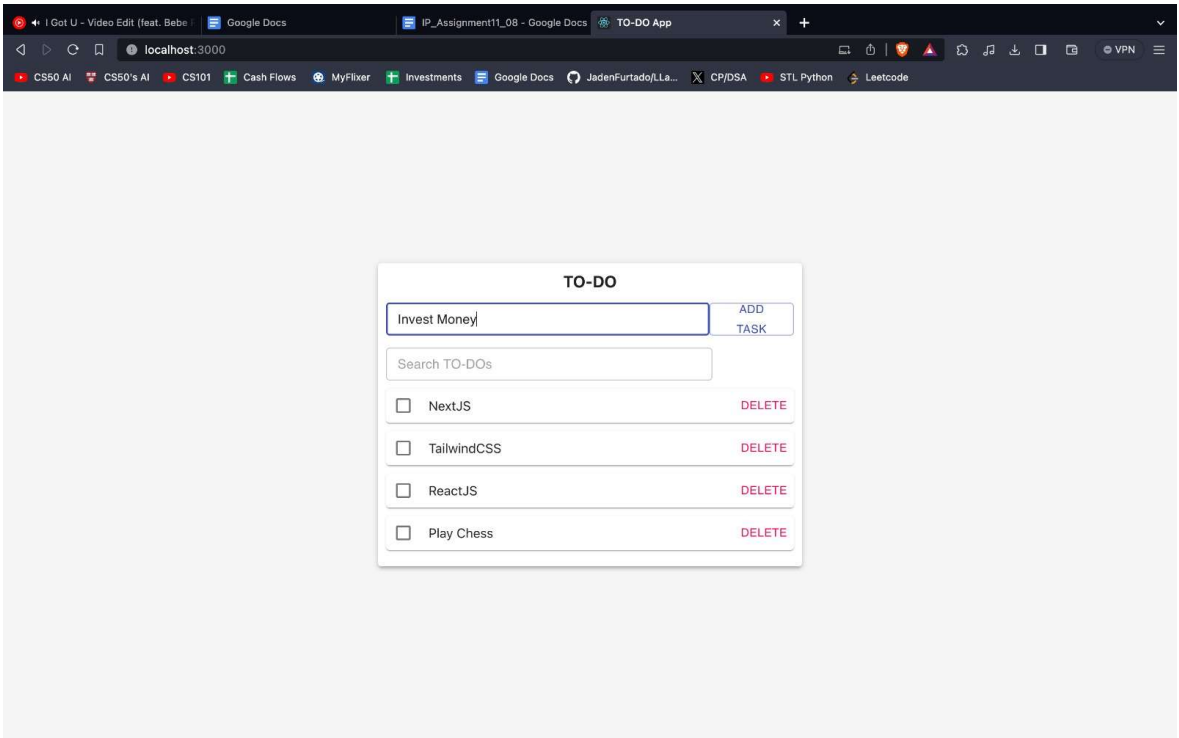 I Got U - Video Edit (feat. Bebe
Google Docs
IP_Assignment11_08 - Google Docs
TO-DO App
localhost:3000
VPN
CS50 AI
CS50's AI
CS101
Cash Flows
MyFlixer
Investments
Google Docs
JadenFurtado/LLa...
CP/DSA
STL Python
Leetcode
TO-DO
Invest Money
ADD
TASK
Search TO-DOs
NextJS DELETE
TailwindCSS DELETE
ReactJS DELETE
Play Chess DELETE